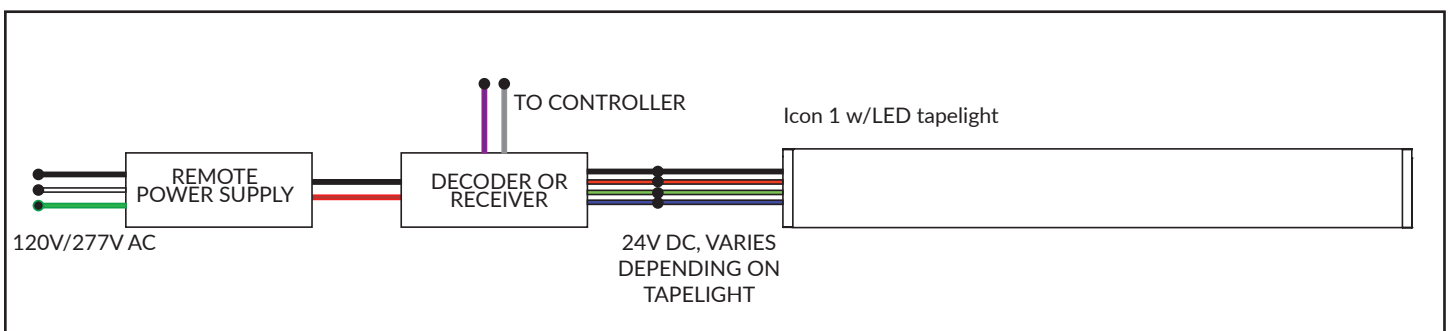 TO CONTROLLER
Icon 1 w/LED tapelight
REMOTE
POWER SUPPLY
DECODER OR
RECEIVER
120V/277V AC
24V DC, VARIES
DEPENDING ON
TAPELIGHT